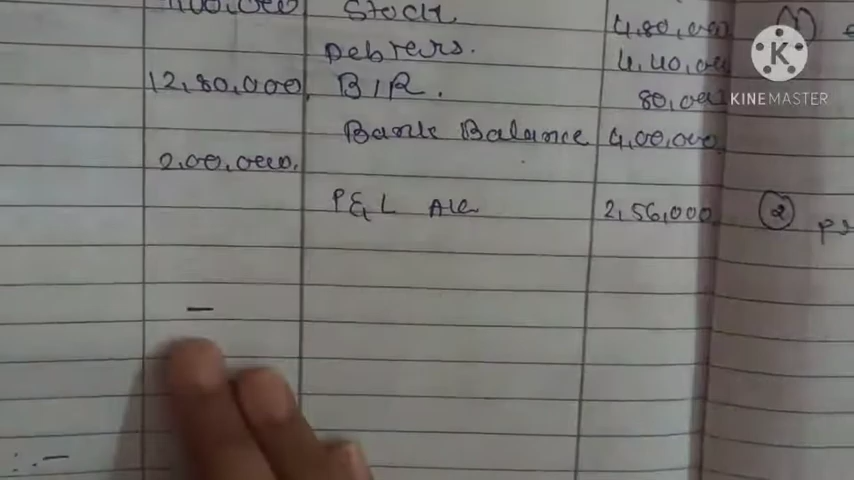 Stock 4,80,000
Debters. 4,40,000
12,80,000. B/R. 80,000
Bank Balance 4,00,000
2,00,000.
P&L A/c 2,56,000 2
KINEMASTER